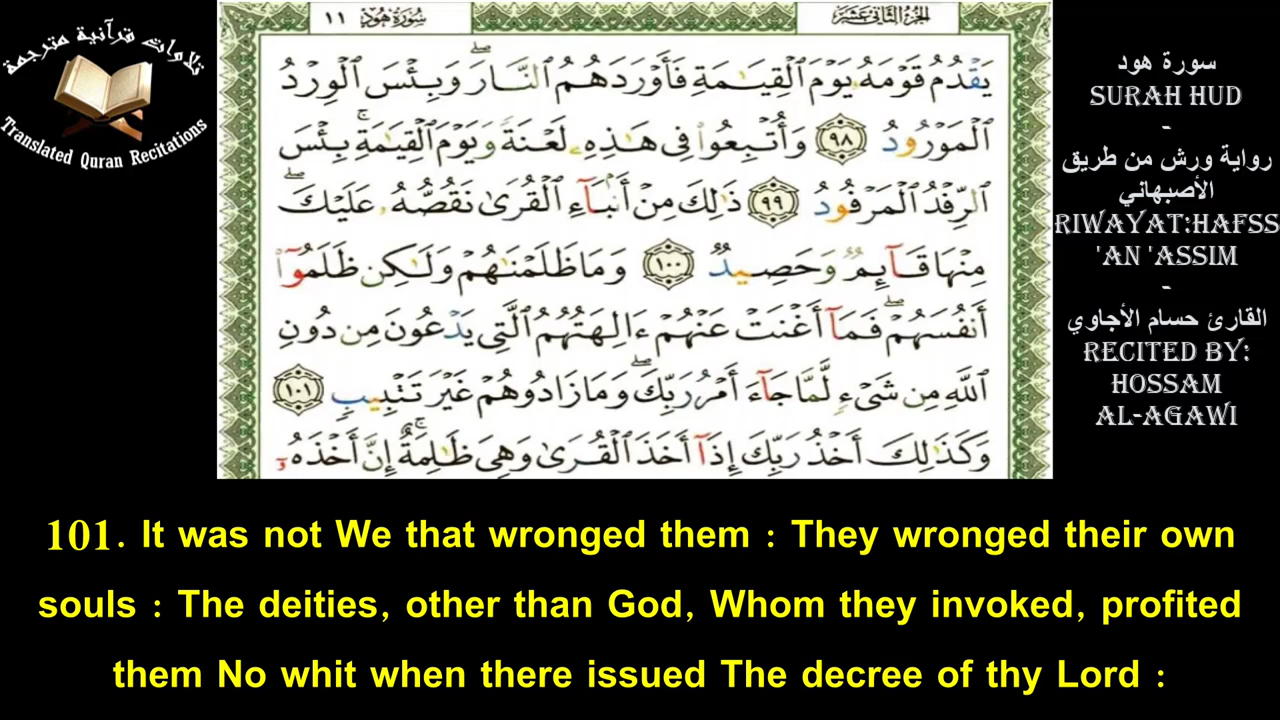 تلاوات قرآنية مترجمة
Translated Quran Recitations
سُورَةُ هُودٍ ١١
الجزء الثاني عشر
يَقْدُمُ قَوْمَهُۥ يَوْمَ ٱلْقِيَـٰمَةِ فَأَوْرَدَهُمُ ٱلنَّارَ ۖ وَبِئْسَ ٱلْوِرْدُ
ٱلْمَوْرُودُ ٩٨ وَأُتْبِعُوا۟ فِى هَـٰذِهِۦ لَعْنَةً وَيَوْمَ ٱلْقِيَـٰمَةِ ۚ بِئْسَ
ٱلرِّفْدُ ٱلْمَرْفُودُ ٩٩ ذَٰلِكَ مِنْ أَنۢبَآءِ ٱلْقُرَىٰ نَقُصُّهُۥ عَلَيْكَ ۖ
مِنْهَا قَآئِمٌ وَحَصِيدٌ ١٠٠ وَمَا ظَلَمْنَـٰهُمْ وَلَـٰكِن ظَلَمُوٓا۟
أَنفُسَهُمْ ۖ فَمَآ أَغْنَتْ عَنْهُمْ ءَالِهَتُهُمُ ٱلَّتِى يَدْعُونَ مِن دُونِ
ٱللَّهِ مِن شَىْءٍ لَّمَّا جَآءَ أَمْرُ رَبِّكَ ۖ وَمَا زَادُوهُمْ غَيْرَ تَتْبِيبٍ ١٠١
وَكَذَٰلِكَ أَخْذُ رَبِّكَ إِذَآ أَخَذَ ٱلْقُرَىٰ وَهِىَ ظَـٰلِمَةٌ ۚ إِنَّ أَخْذَهُۥٓ
سورة هود
SURAH HUD
-
رواية ورش من طريق
الأصبهاني
RIWAYAT:HAFSS
'AN 'ASSIM
-
القارئ حسام الأجاوي
RECITED BY:
HOSSAM
AL-AGAWI
101. It was not We that wronged them : They wronged their own
souls : The deities, other than God, Whom they invoked, profited
them No whit when there issued The decree of thy Lord :